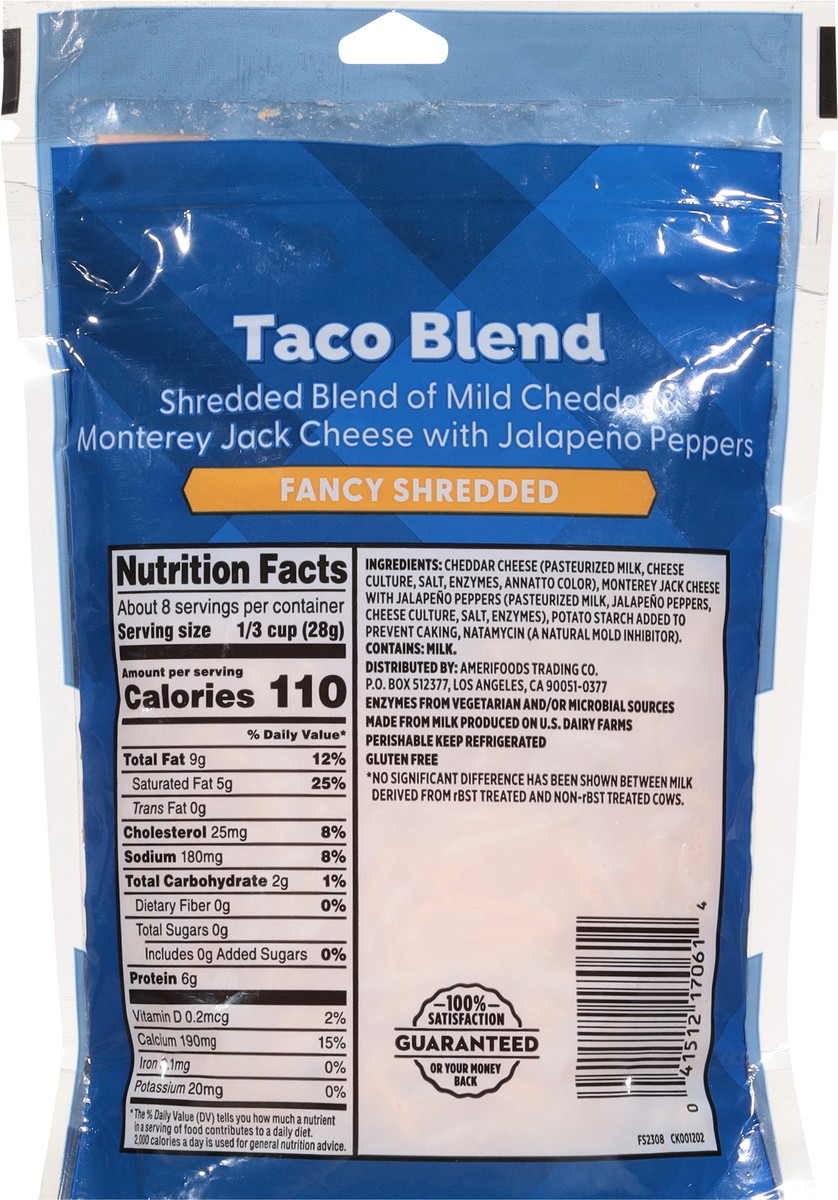 Taco Blend
Shredded Blend of Mild Cheddar &
Monterey Jack Cheese with Jalapeño Peppers
FANCY SHREDDED
Nutrition Facts
About 8 servings per container
Serving size 1/3 cup (28g)
Amount per serving
Calories 110
% Daily Value*
Total Fat 9g 12%
Saturated Fat 5g 25%
Trans Fat 0g
Cholesterol 25mg 8%
Sodium 180mg 8%
Total Carbohydrate 2g 1%
Dietary Fiber 0g 0%
Total Sugars 0g
Includes 0g Added Sugars 0%
Protein 6g
Vitamin D 0.2mcg 2%
Calcium 190mg 15%
Iron 0%
Potassium 20mg 0%
*The % Daily Value (DV) tells you how much a nutrient
in a serving of food contributes to a daily diet.
2,000 calories a day is used for general nutrition advice.
INGREDIENTS: CHEDDAR CHEESE (PASTEURIZED MILK, CHEESE
CULTURE, SALT, ENZYMES, ANNATTO COLOR), MONTEREY JACK CHEESE
WITH JALAPEÑO PEPPERS (PASTEURIZED MILK, JALAPEÑO PEPPERS,
CHEESE CULTURE, SALT, ENZYMES), POTATO STARCH ADDED TO
PREVENT CAKING, NATAMYCIN (A NATURAL MOLD INHIBITOR).
CONTAINS: MILK.
DISTRIBUTED BY: AMERIFOODS TRADING CO.
P.O. BOX 512377, LOS ANGELES, CA 90051-0377
ENZYMES FROM VEGETARIAN AND/OR MICROBIAL SOURCES
MADE FROM MILK PRODUCED ON U.S. DAIRY FARMS
PERISHABLE KEEP REFRIGERATED
GLUTEN FREE
*NO SIGNIFICANT DIFFERENCE HAS BEEN SHOWN BETWEEN MILK
DERIVED FROM rBST TREATED AND NON-rBST TREATED COWS.
100%
SATISFACTION
GUARANTEED
OR YOUR MONEY
BACK
0 41512 17061 4
FS2308 CK001202